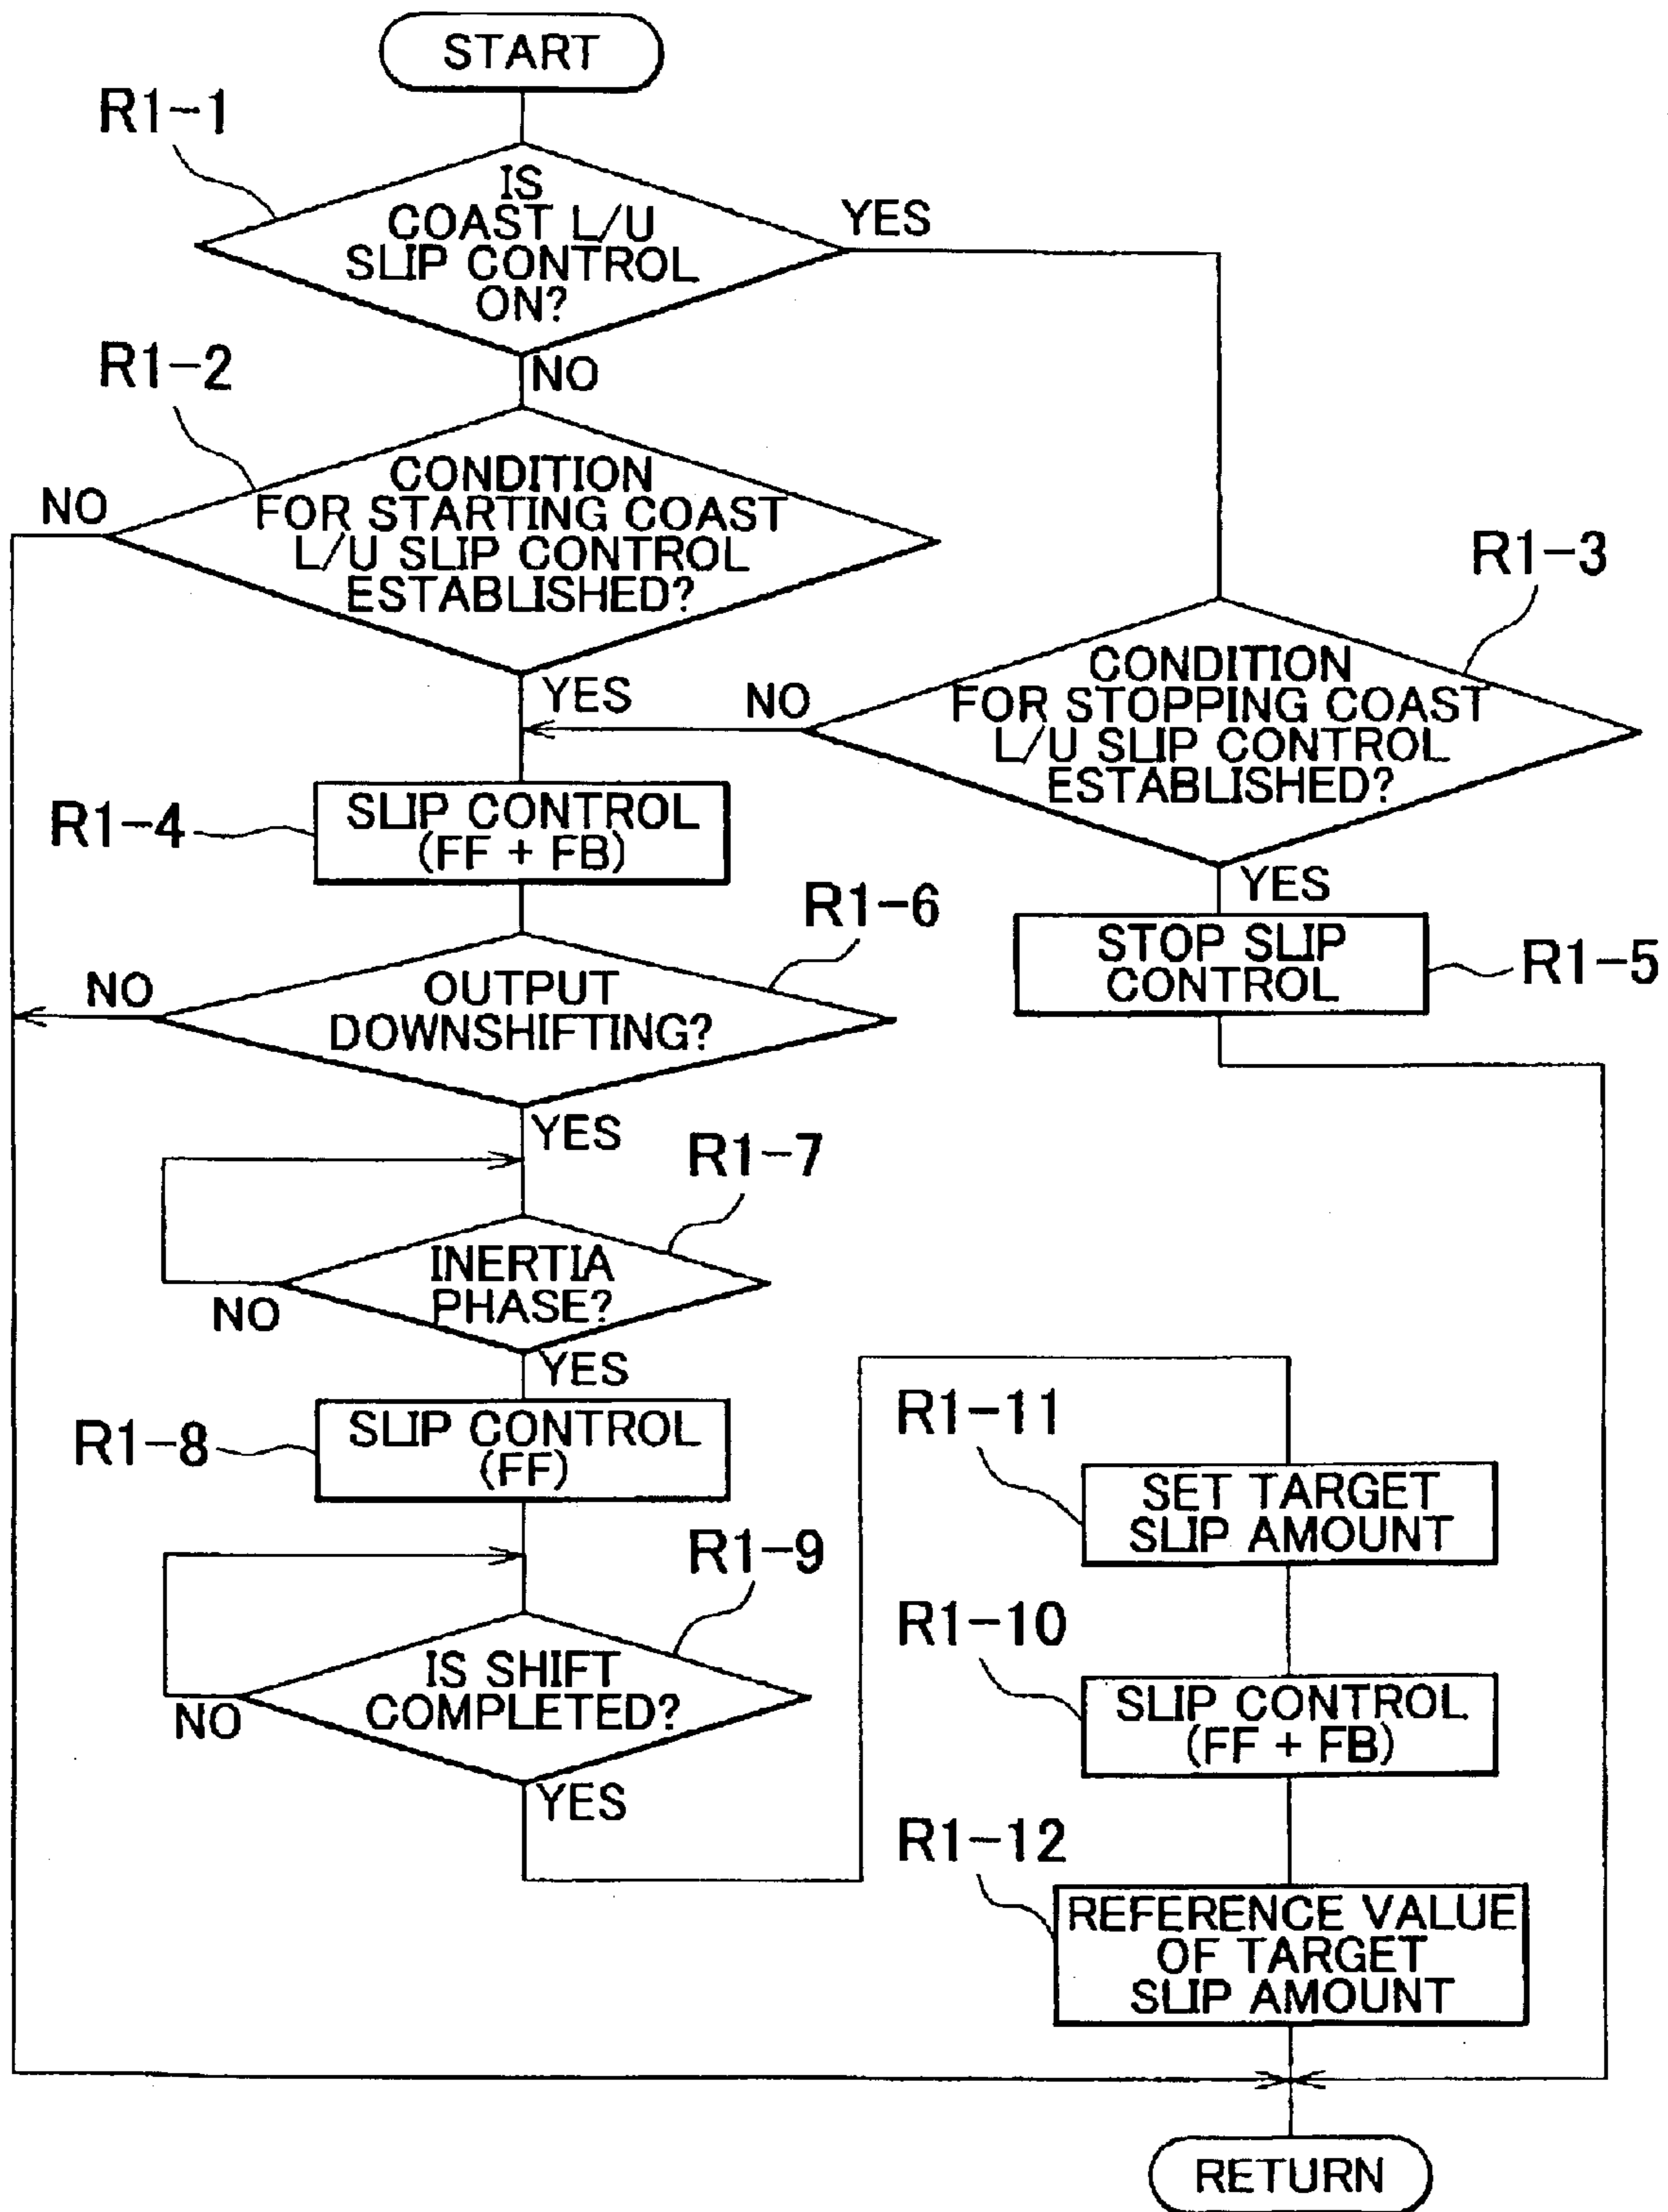 START
R1-1
IS
COAST L/U
SLIP CONTROL
ON?
YES
NO
R1-2
CONDITION
FOR STARTING COAST
L/U SLIP CONTROL
ESTABLISHED?
NO
YES
R1-3
CONDITION
FOR STOPPING COAST
L/U SLIP CONTROL
ESTABLISHED?
NO
YES
R1-4
SLIP CONTROL
(FF + FB)
STOP SLIP
CONTROL
R1-5
R1-6
OUTPUT
DOWNSHIFTING?
NO
YES
R1-7
INERTIA
PHASE?
NO
YES
R1-8
SLIP CONTROL
(FF)
R1-9
IS SHIFT
COMPLETED?
NO
YES
R1-11
SET TARGET
SLIP AMOUNT
R1-10
SLIP CONTROL
(FF + FB)
R1-12
REFERENCE VALUE
OF TARGET
SLIP AMOUNT
RETURN